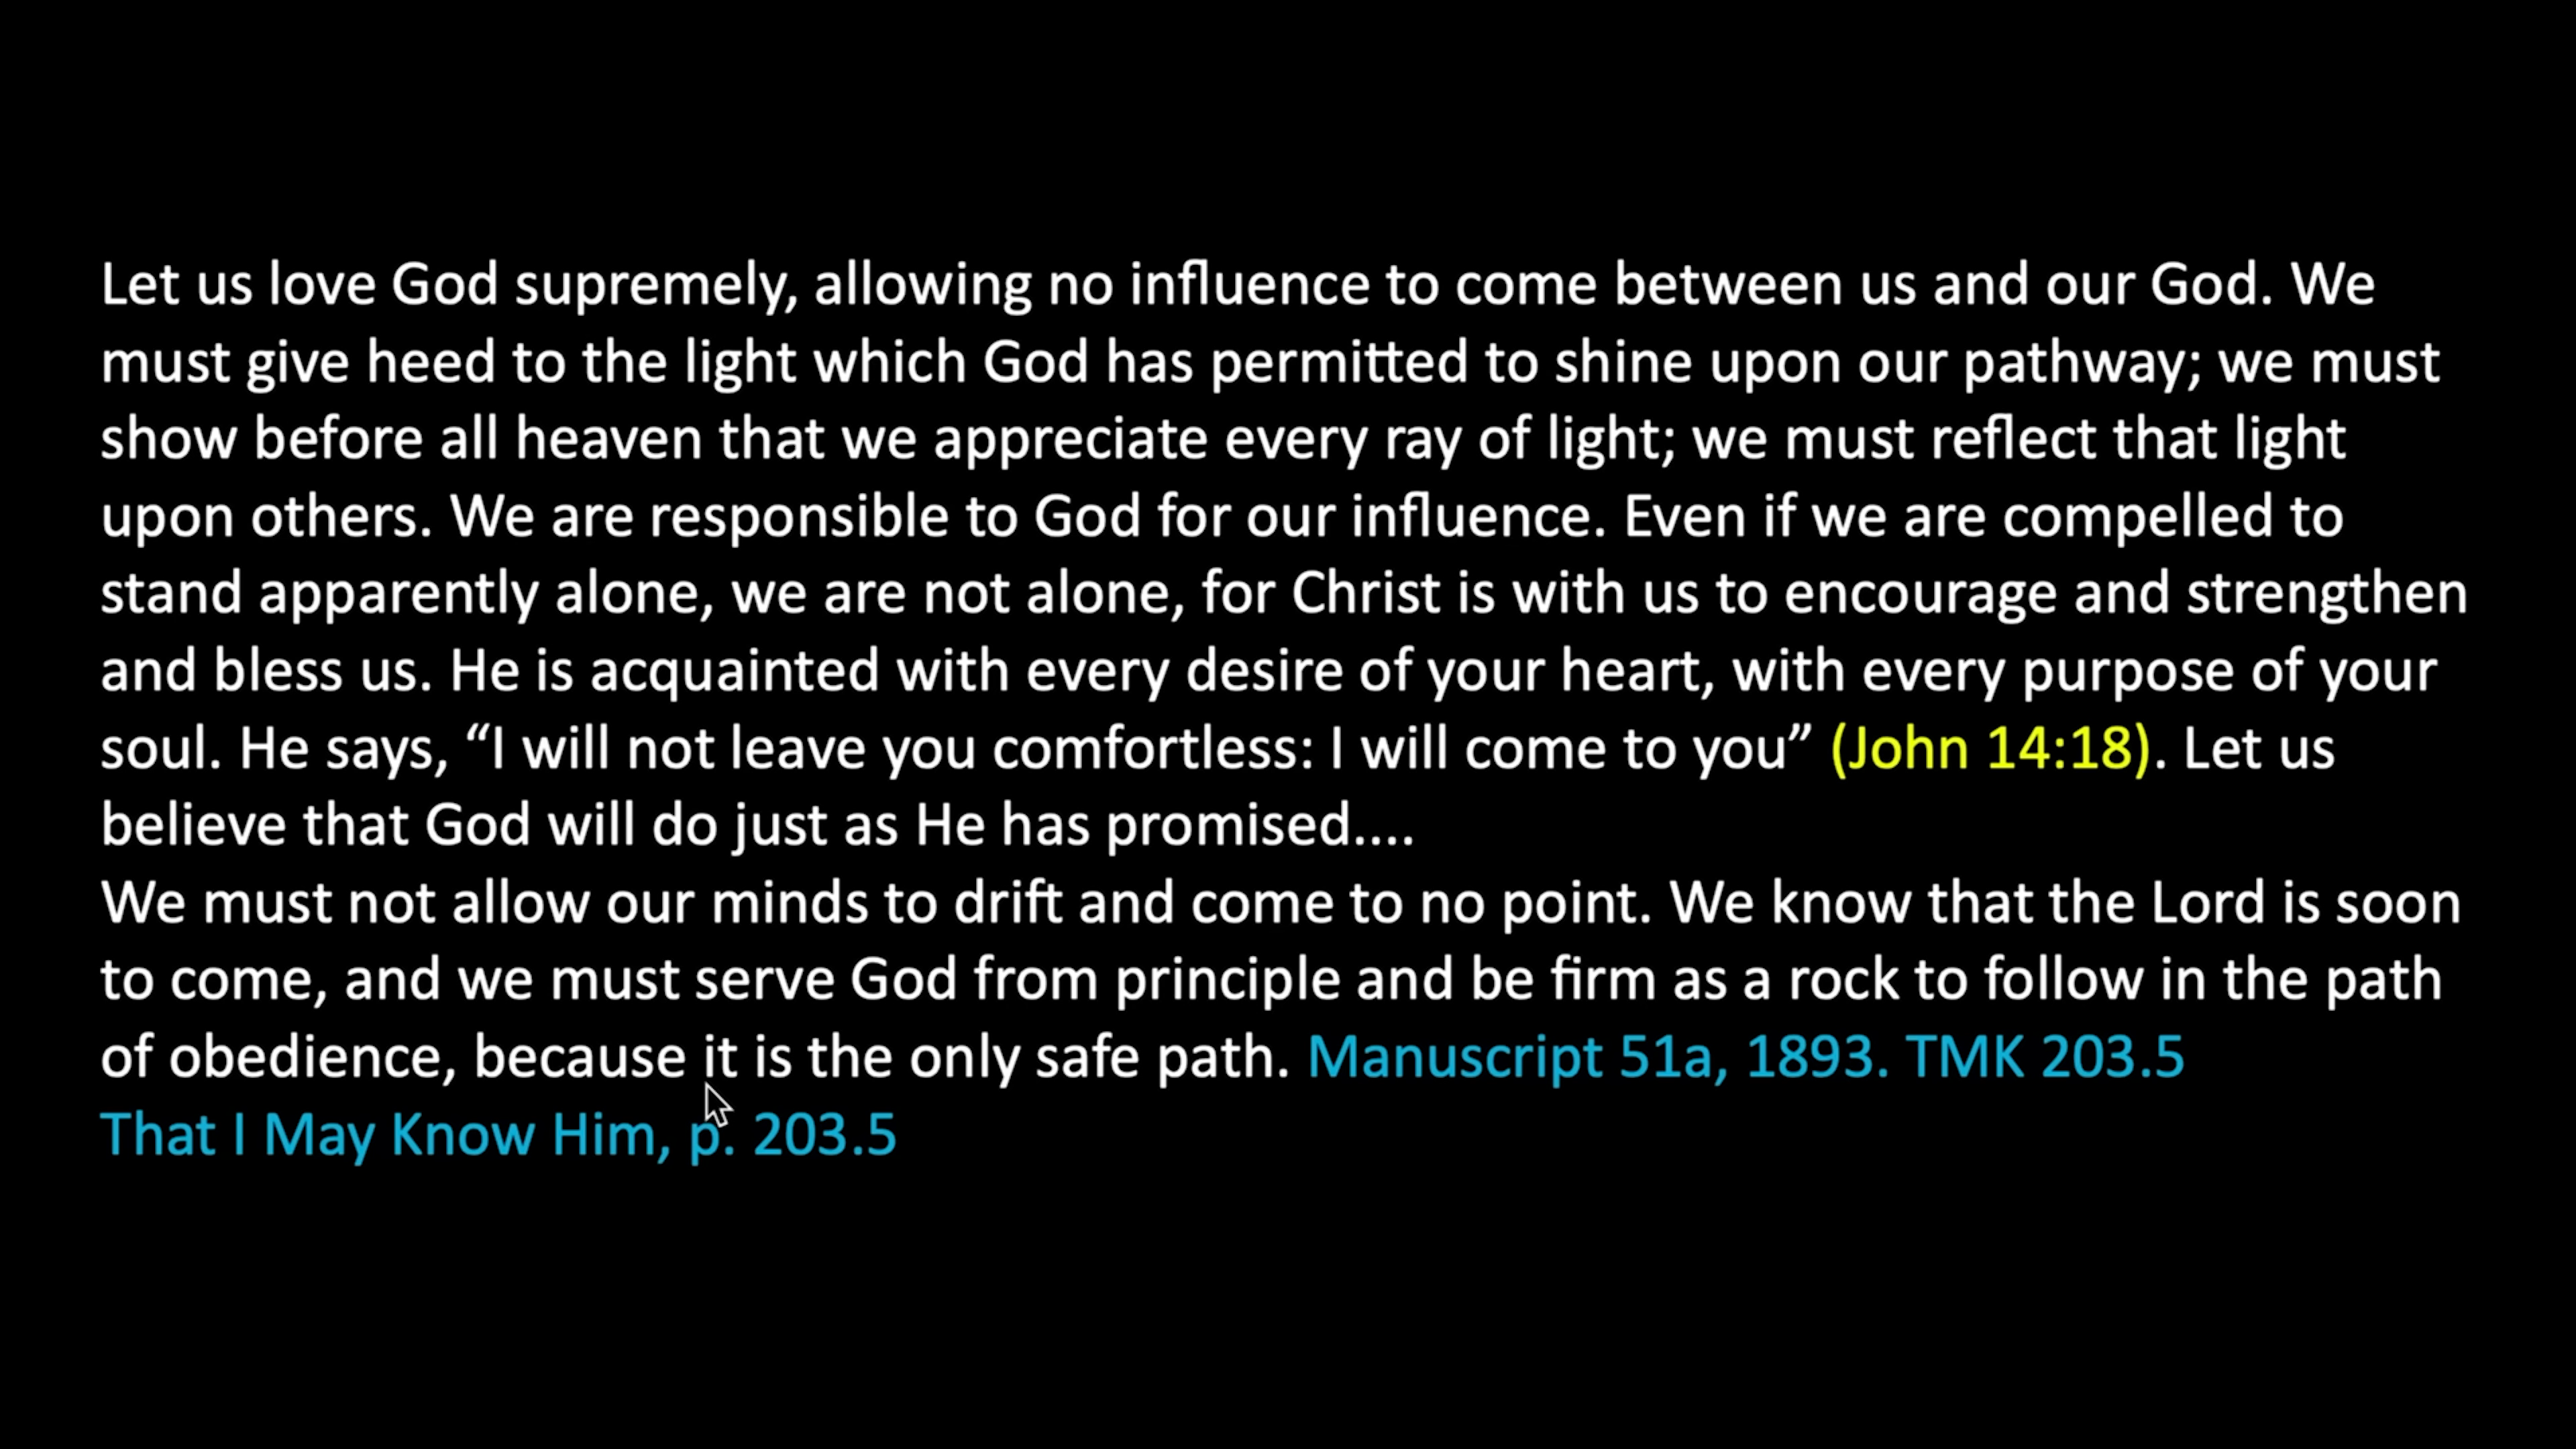 Let us love God supremely, allowing no influence to come between us and our God. We
must give heed to the light which God has permitted to shine upon our pathway; we must
show before all heaven that we appreciate every ray of light; we must reflect that light
upon others. We are responsible to God for our influence. Even if we are compelled to
stand apparently alone, we are not alone, for Christ is with us to encourage and strengthen
and bless us. He is acquainted with every desire of your heart, with every purpose of your
soul. He says, “I will not leave you comfortless: I will come to you” (John 14:18). Let us
believe that God will do just as He has promised....
We must not allow our minds to drift and come to no point. We know that the Lord is soon
to come, and we must serve God from principle and be firm as a rock to follow in the path
of obedience, because it is the only safe path. Manuscript 51a, 1893. TMK 203.5
That I May Know Him, p. 203.5